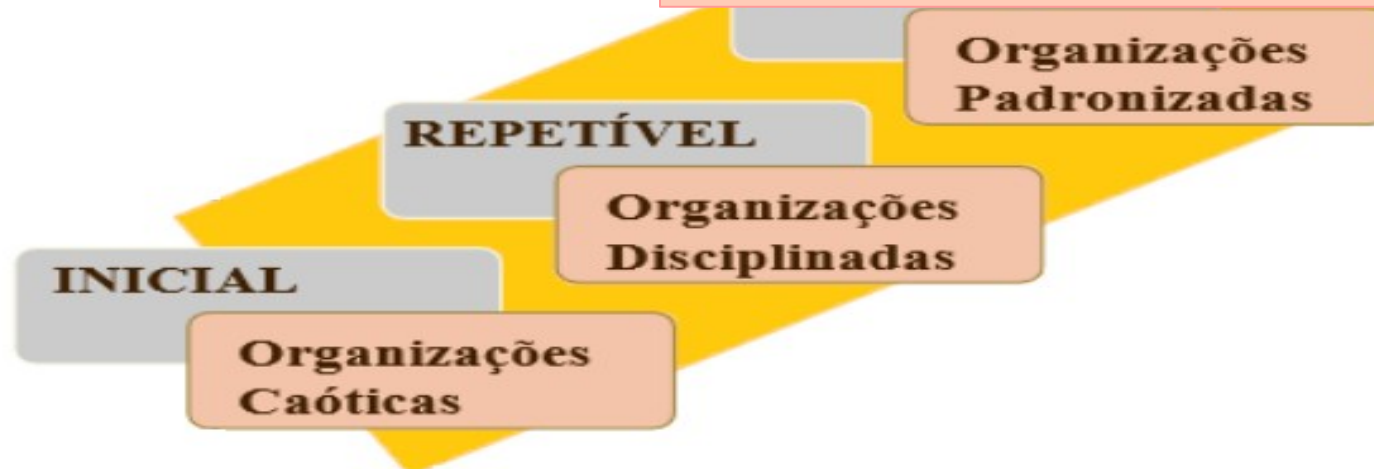 Organizações
Padronizadas
REPETÍVEL
Organizações
Disciplinadas
INICIAL
Organizações
Caóticas